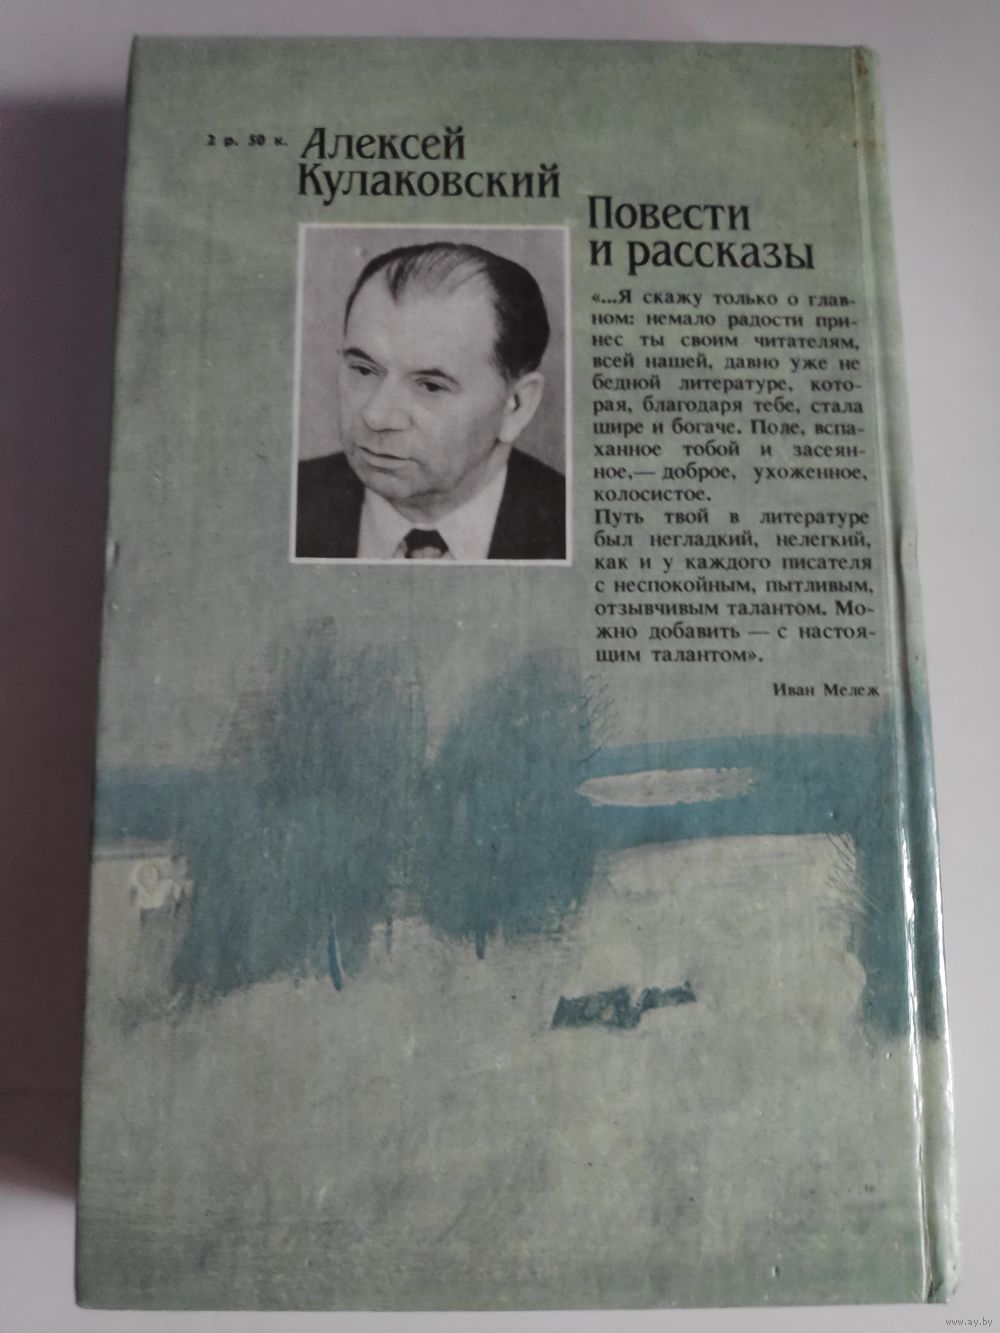 2 р. 50 к.
Алексей
Кулаковский
Повести
и рассказы
«...Я скажу только о глав-
ном: немало радости при-
нес ты своим читателям,
всей нашей, давно уже не
бедной литературе, кото-
рая, благодаря тебе, стала
шире и богаче. Поле, вспа-
ханное тобой и засеян-
ное,— доброе, ухоженное,
колосистое.
Путь твой в литературе
был негладкий, нелегкий,
как и у каждого писателя
с неспокойным, пытливым,
отзывчивым талантом. Мо-
жно добавить — с настоя-
щим талантом».
Иван Мележ
www.ay.by